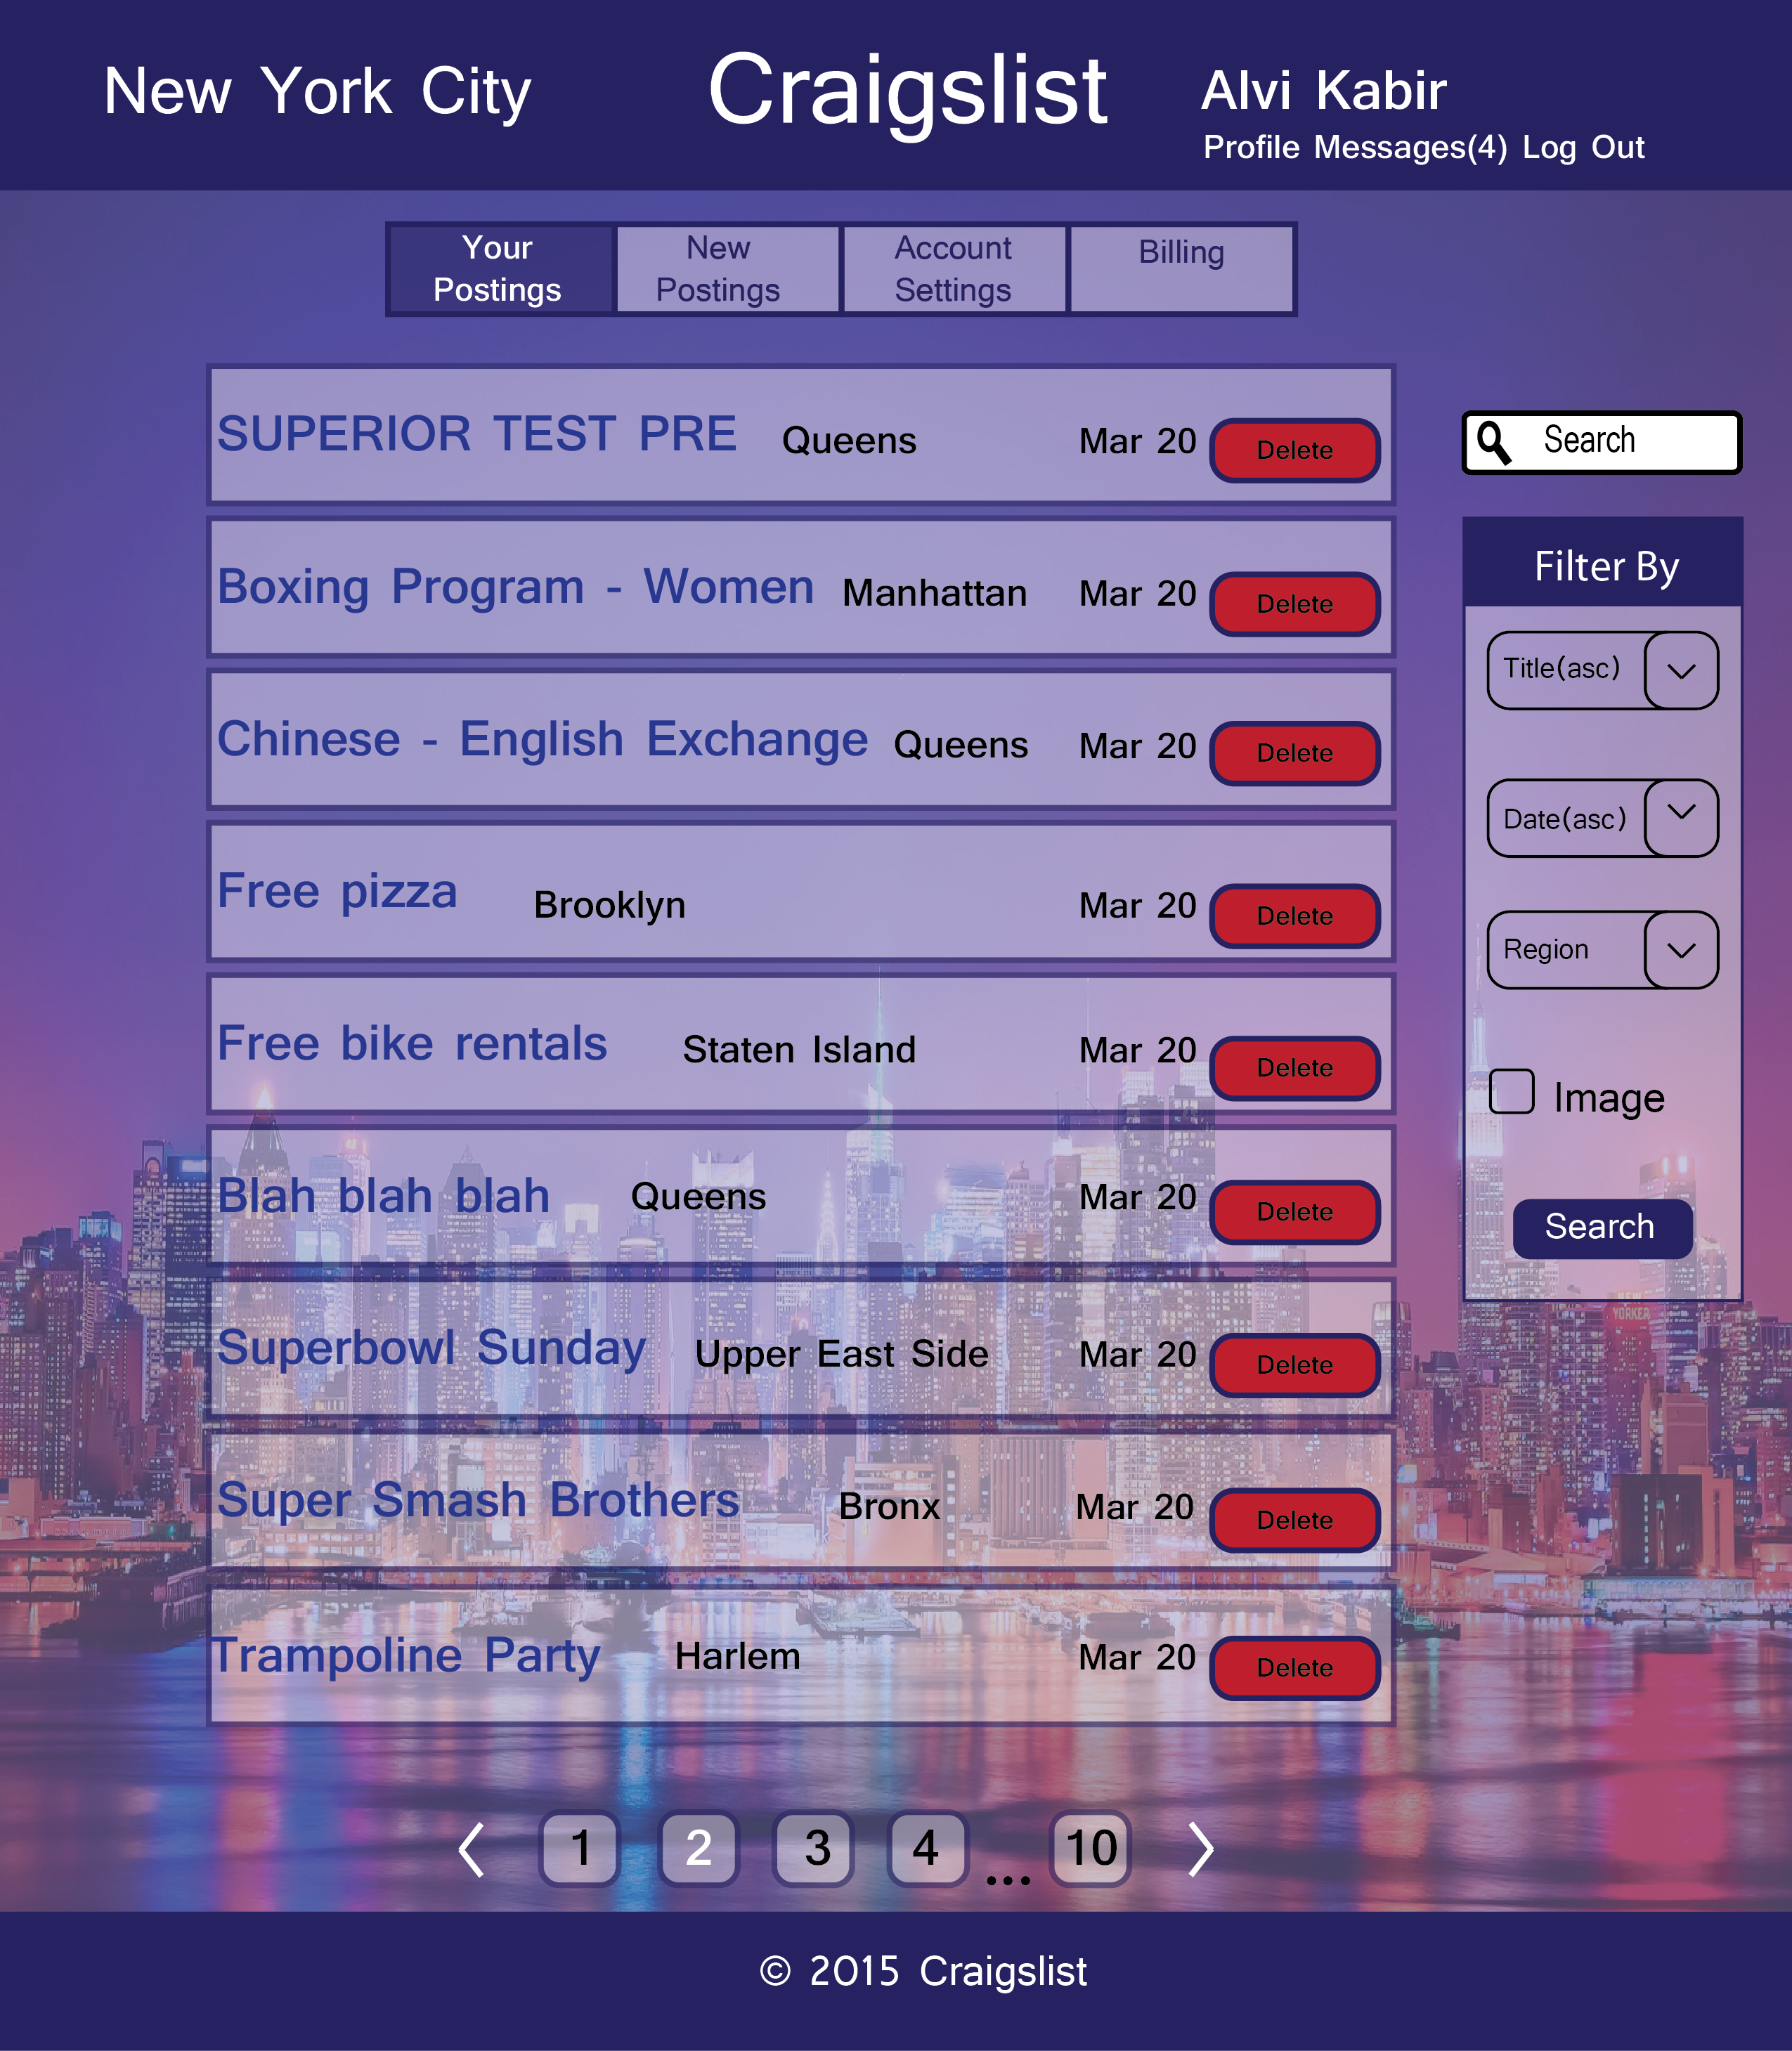 New York City
Craigslist
Alvi Kabir
Profile Messages(4) Log Out
Your
Postings
New
Postings
Account
Settings
Billing
SUPERIOR TEST PRE Queens Mar 20 Delete
Boxing Program - Women Manhattan Mar 20 Delete
Chinese - English Exchange Queens Mar 20 Delete
Free pizza Brooklyn Mar 20 Delete
Free bike rentals Staten Island Mar 20 Delete
Blah blah blah Queens Mar 20 Delete
Superbowl Sunday Upper East Side Mar 20 Delete
Super Smash Brothers Bronx Mar 20 Delete
Trampoline Party Harlem Mar 20 Delete
Search
Filter By
Title(asc)
Date(asc)
Region
Image
Search
YORKER
1 2 3 4 ... 10
© 2015 Craigslist